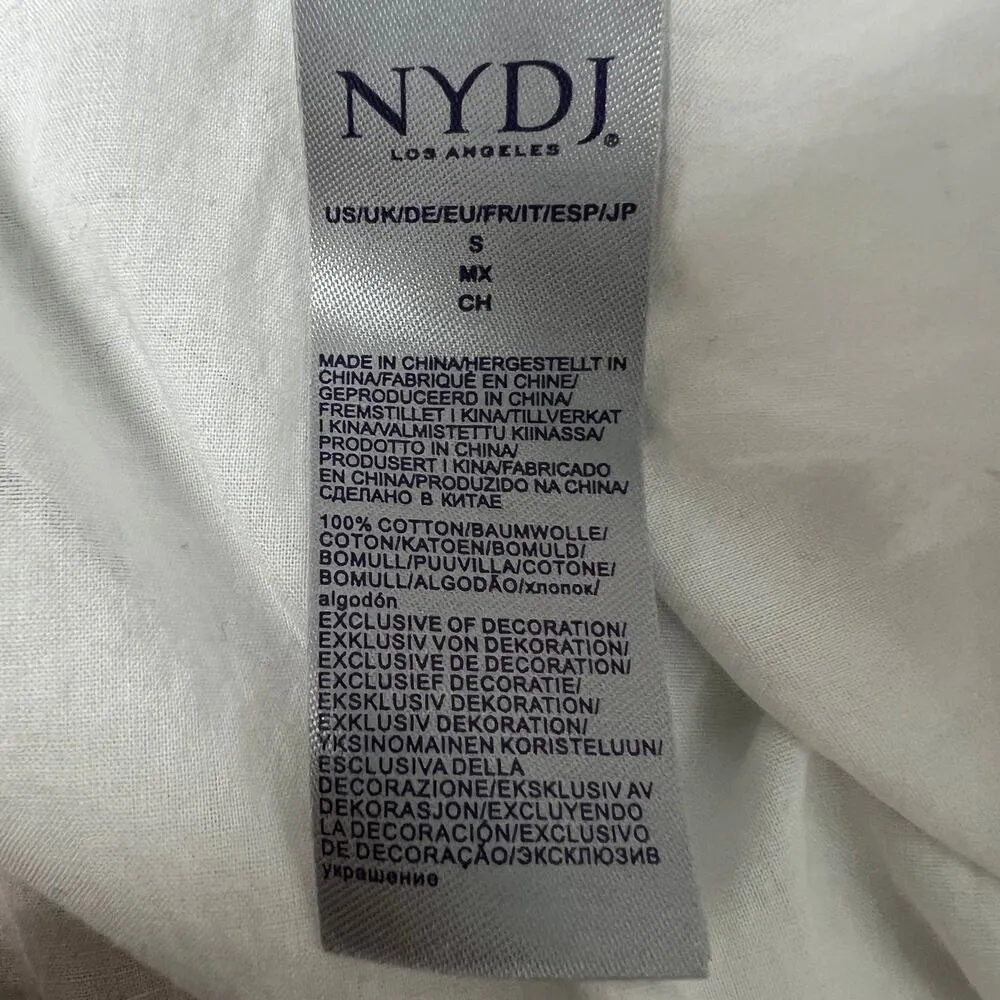 NYDJ®
LOS ANGELES
US/UK/DE/EU/FR/IT/ESP/JP
S
MX
CH
MADE IN CHINA/HERGESTELLT IN
CHINA/FABRIQUÉ EN CHINE/
GEPRODUCEERD IN CHINA/
FREMSTILLET I KINA/TILLVERKAT
I KINA/VALMISTETTU KIINASSA/
PRODOTTO IN CHINA/
PRODUSERT I KINA/FABRICADO
EN CHINA/PRODUZIDO NA CHINA/
СДЕЛАНО В КИТАЕ
100% COTTON/BAUMWOLLE/
COTON/KATOEN/BOMULD/
BOMULL/PUUVILLA/COTONE/
BOMULL/ALGODÃO/хлопок/
algodón
EXCLUSIVE OF DECORATION/
EXKLUSIV VON DEKORATION/
EXCLUSIVE DE DECORATION/
EXCLUSIEF DECORATIE/
EKSKLUSIV DEKORATION/
EXKLUSIV DEKORATION/
YKSINOMAINEN KORISTELUUN/
ESCLUSIVA DELLA
DECORAZIONE/EKSKLUSIV AV
DEKORASJON/EXCLUYENDO
LA DECORACIÓN/EXCLUSIVO
DE DECORAÇÃO/ЭКСКЛЮЗИВ
украшение